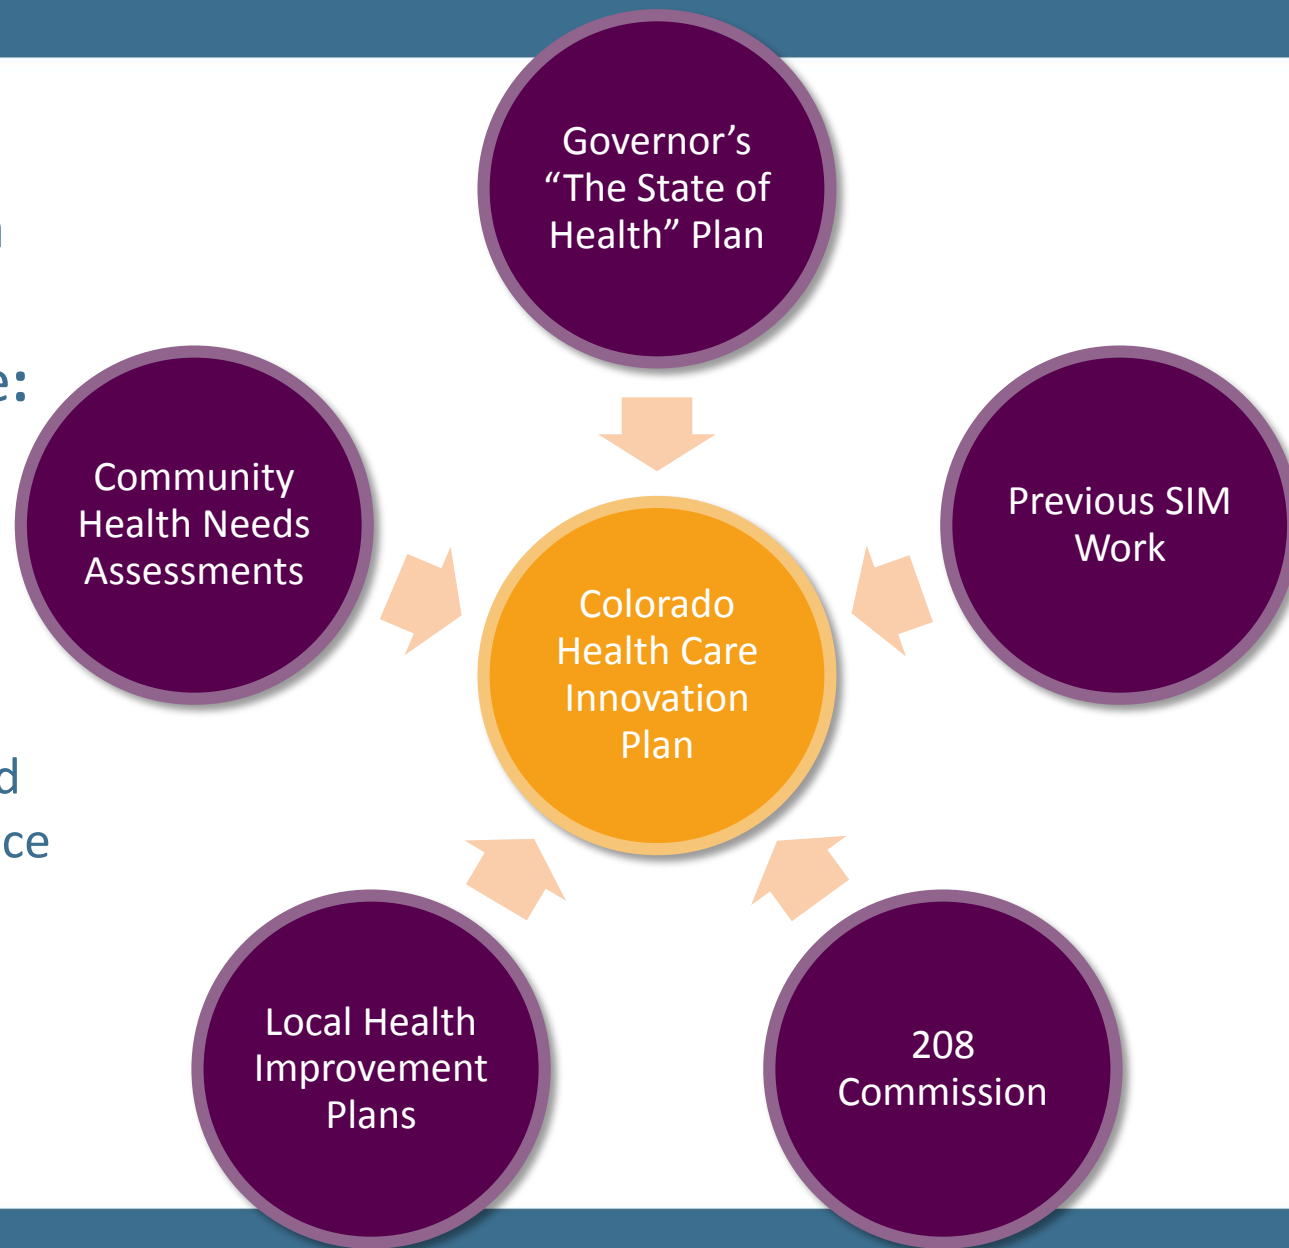 Governor’s
“The State of
Health” Plan
Community
Health Needs
Assessments
Previous SIM
Work
Colorado
Health Care
Innovation
Plan
Local Health
Improvement
Plans
208
Commission